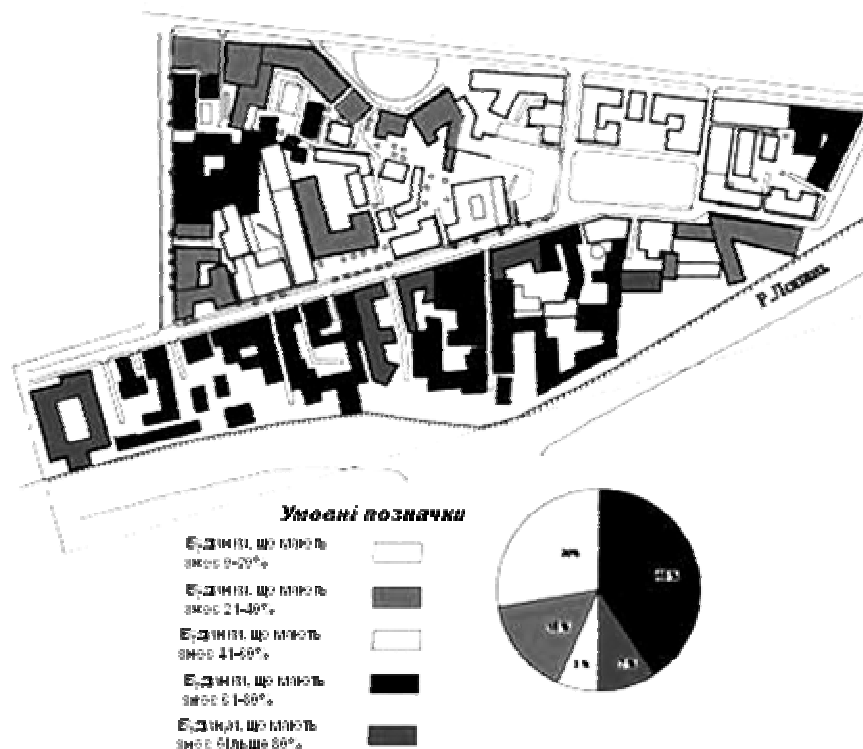 Р.Лопань
Умовні позначки
Будинки, що мають
знос 0-20%
Будинки, що мають
знос 21-40%
Будинки, що мають
знос 41-60%
Будинки, що мають
знос 61-80%
Будинки, що мають
знос більше 80%